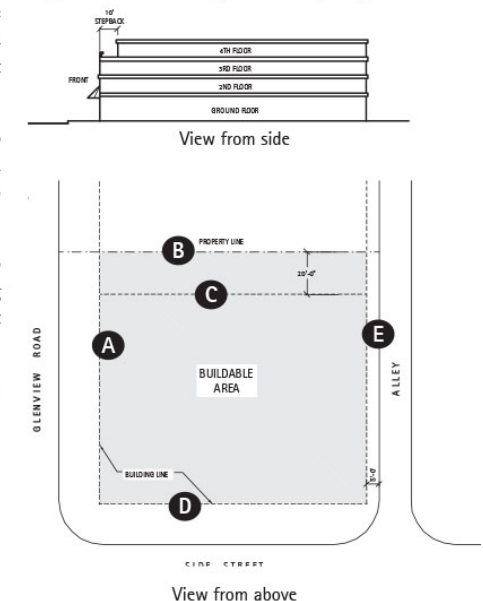 10'
STEPBACK
4TH FLOOR
3RD FLOOR
FRONT
2ND FLOOR
GROUND FLOOR
View from side
B
PROPERTY LINE
20'-0"
C
A
E
GLENVIEW ROAD
BUILDABLE
AREA
ALLEY
BUILDING LINE
5'-0"
D
SIDE STREET
View from above